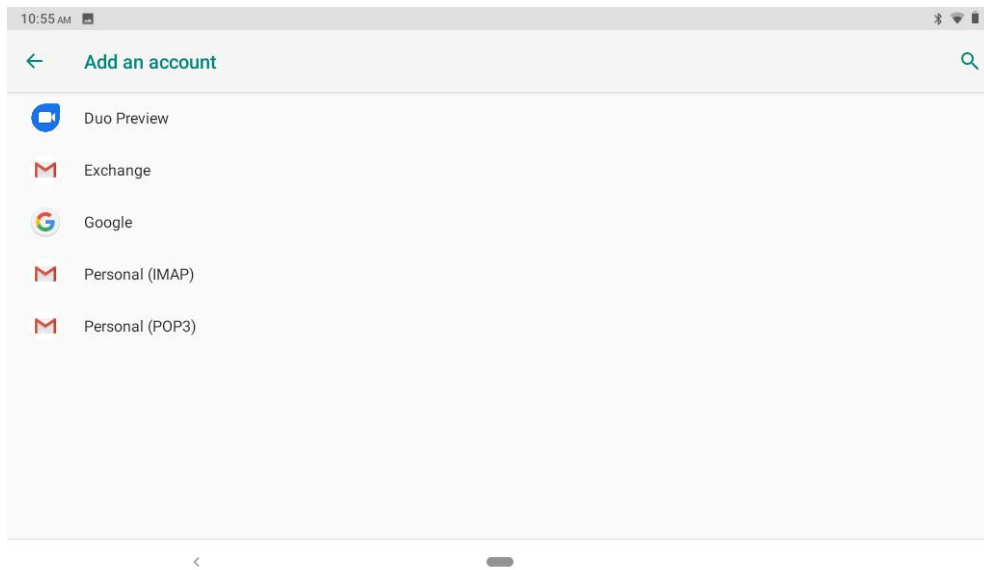 10:55 AM
Add an account
Duo Preview
Exchange
Google
Personal (IMAP)
Personal (POP3)